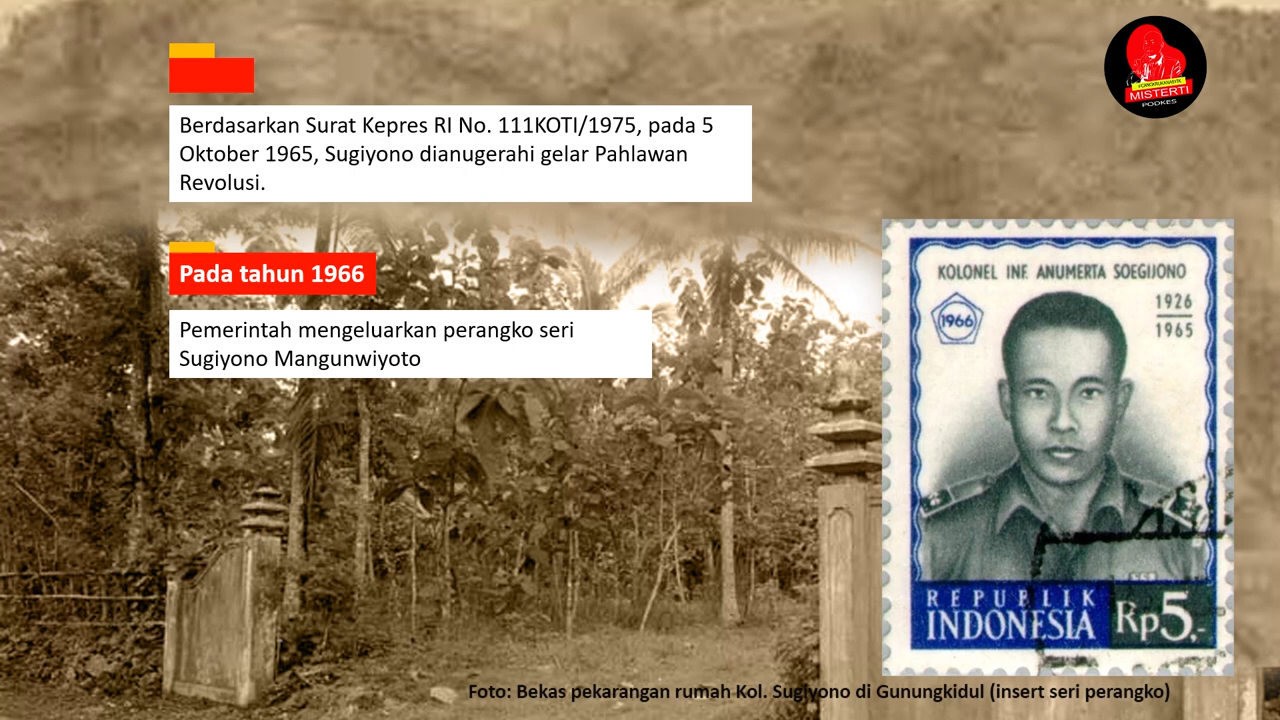 #CANGKRUKANASYIK
MISTERTI
PODKES
Berdasarkan Surat Kepres RI No. 111KOTI/1975, pada 5
Oktober 1965, Sugiyono dianugerahi gelar Pahlawan
Revolusi.
Pada tahun 1966
Pemerintah mengeluarkan perangko seri
Sugiyono Mangunwiyoto
KOLONEL INF. ANUMERTA SOEGIJONO
1966
1926
1965
REPUBLIK
INDONESIA
Rp5,-
Foto: Bekas pekarangan rumah Kol. Sugiyono di Gunungkidul (insert seri perangko)